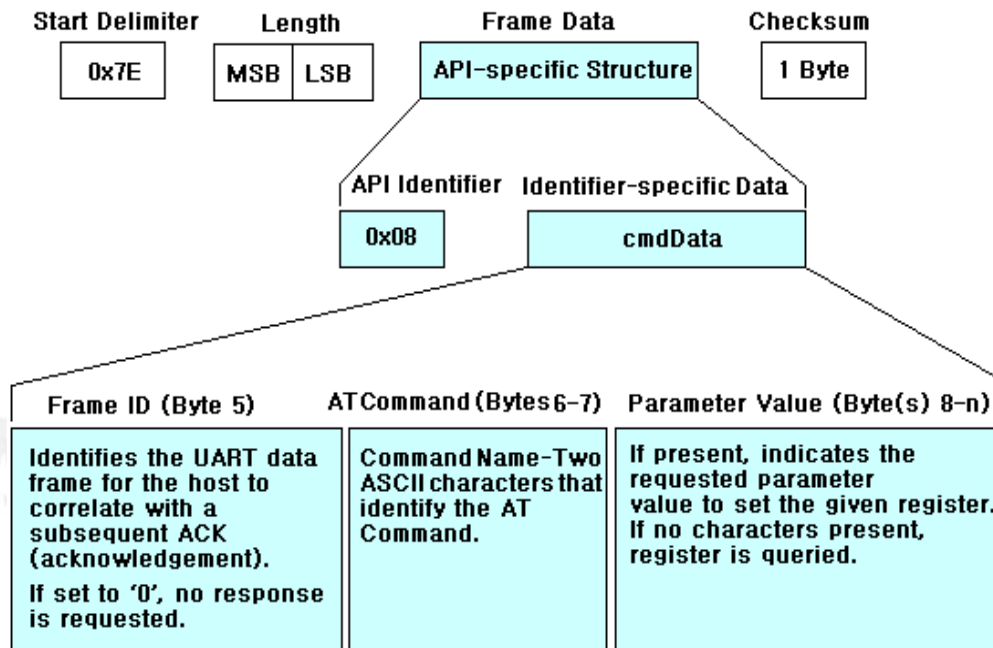 Start Delimiter Length Frame Data Checksum
0x7E MSB LSB API-specific Structure 1 Byte
API Identifier Identifier-specific Data
0x08 cmdData
Frame ID (Byte 5)
Identifies the UART data
frame for the host to
correlate with a
subsequent ACK
(acknowledgement).
If set to ‘0’, no response
is requested.
AT Command (Bytes 6-7)
Command Name-Two
ASCII characters that
identify the AT
Command.
Parameter Value (Byte(s) 8-n)
If present, indicates the
requested parameter
value to set the given register.
If no characters present,
register is queried.